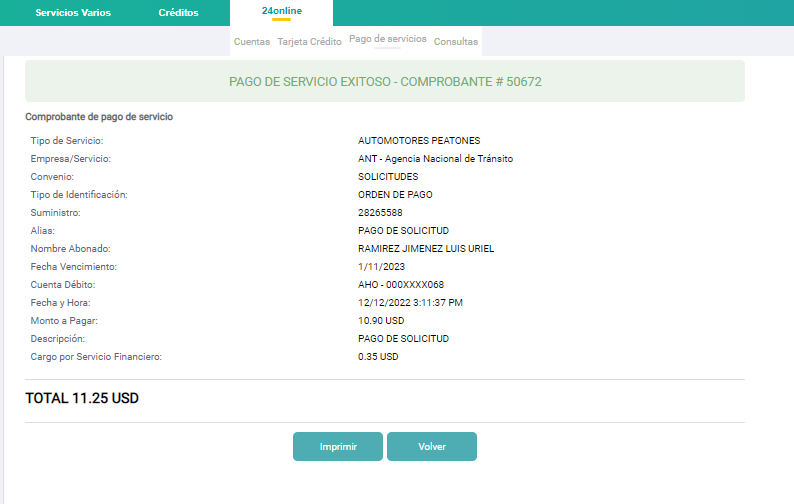 Servicios Varios Créditos 24online
Cuentas Tarjeta Crédito Pago de servicios Consultas
PAGO DE SERVICIO EXITOSO - COMPROBANTE # 50672
Comprobante de pago de servicio
Tipo de Servicio: AUTOMOTORES PEATONES
Empresa/Servicio: ANT - Agencia Nacional de Tránsito
Convenio: SOLICITUDES
Tipo de Identificación: ORDEN DE PAGO
Suministro: 28265588
Alias: PAGO DE SOLICITUD
Nombre Abonado: RAMIREZ JIMENEZ LUIS URIEL
Fecha Vencimiento: 1/11/2023
Cuenta Débito: AHO - 000XXXX068
Fecha y Hora: 12/12/2022 3:11:37 PM
Monto a Pagar: 10.90 USD
Descripción: PAGO DE SOLICITUD
Cargo por Servicio Financiero: 0.35 USD
TOTAL 11.25 USD
Imprimir Volver